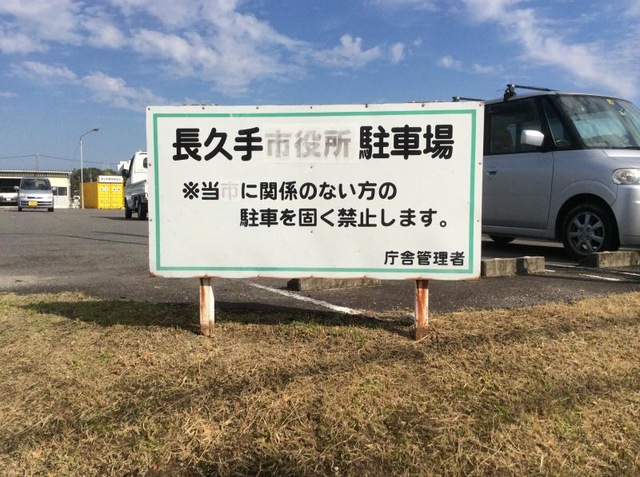 長久手市役所 駐車場
※当市に関係のない方の
駐車を固く禁止します。
庁舎管理者